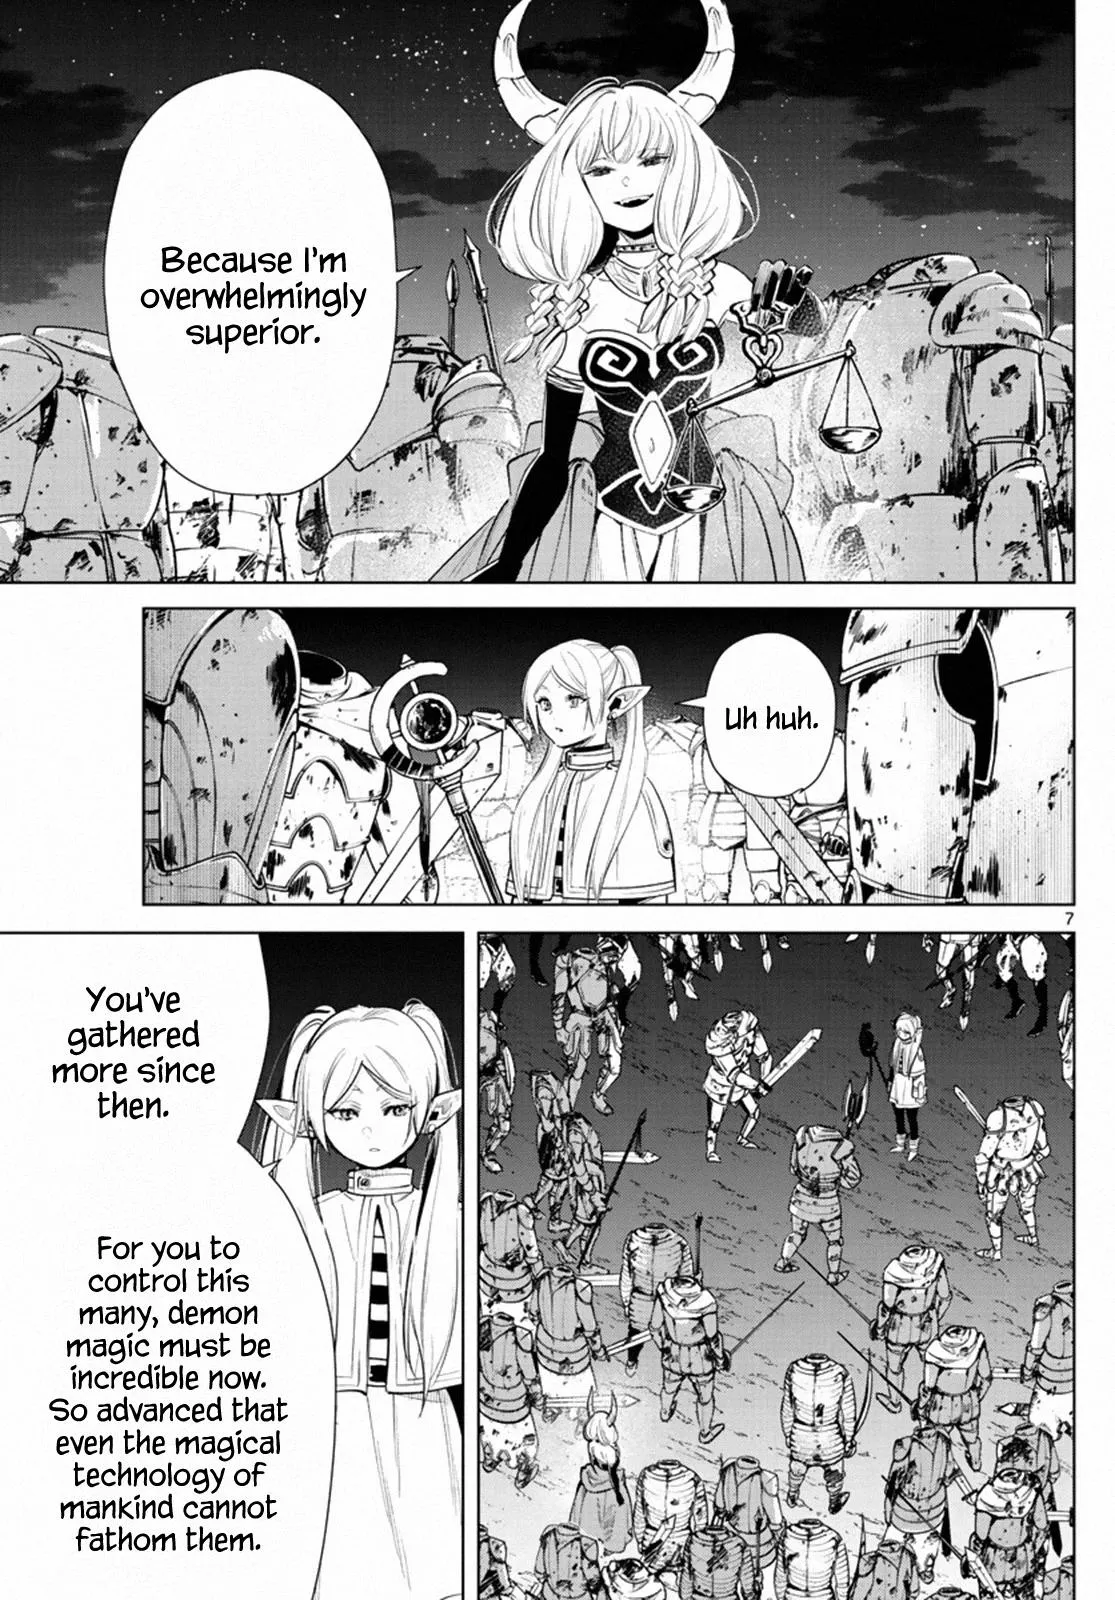 Because I'm
overwhelmingly
superior.
Uh huh.
7
You've
gathered
more since
then.
For you to
control this
many, demon
magic must be
incredible now.
So advanced that
even the magical
technology of
mankind cannot
fathom them.